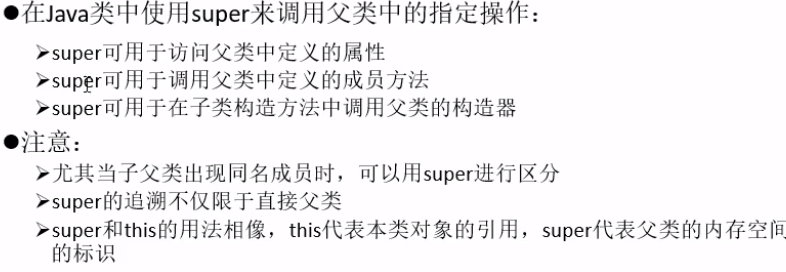 ●在Java类中使用super来调用父类中的指定操作：
➢super可用于访问父类中定义的属性
➢super可用于调用父类中定义的成员方法
➢super可用于在子类构造方法中调用父类的构造器
●注意：
➢尤其当子父类出现同名成员时，可以用super进行区分
➢super的追溯不仅限于直接父类
➢super和this的用法相像，this代表本类对象的引用，super代表父类的内存空间
的标识